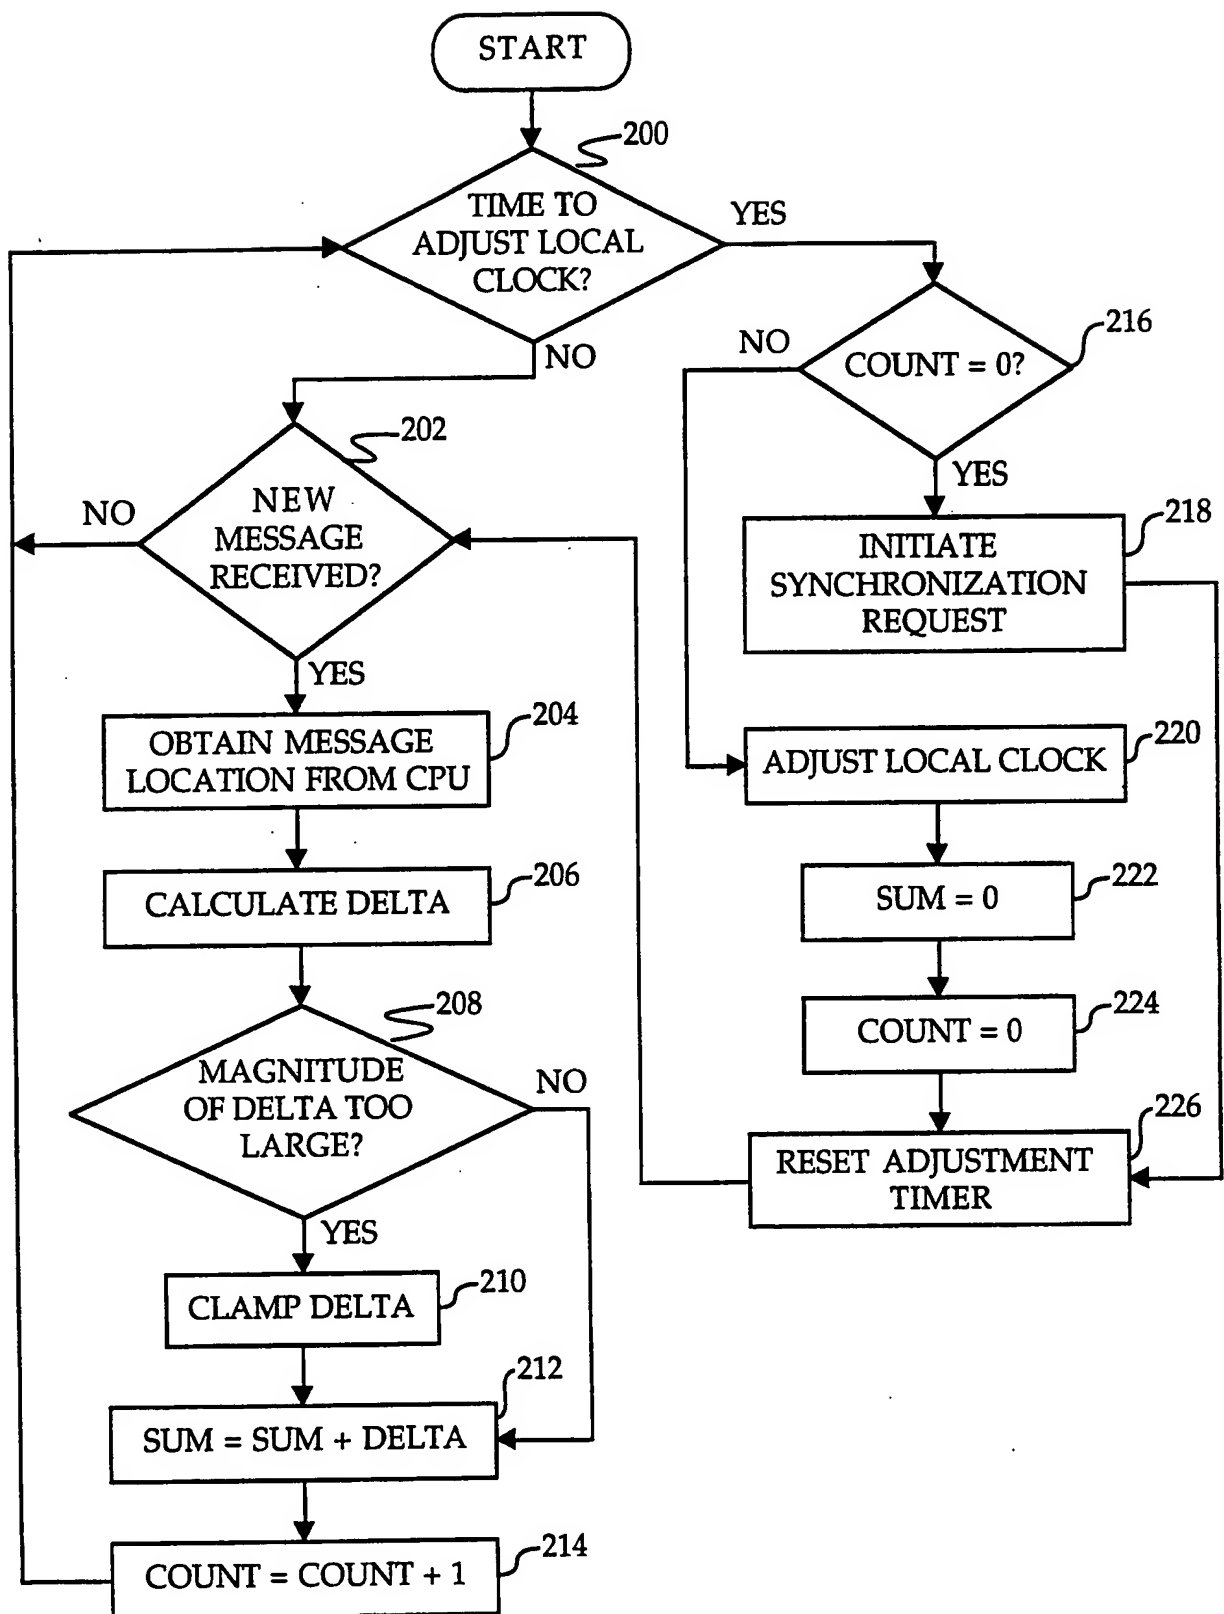 START
200
TIME TO
ADJUST LOCAL
CLOCK?
YES
NO
216
COUNT = 0?
NO
YES
202
NEW
MESSAGE
RECEIVED?
NO
YES
218
INITIATE
SYNCHRONIZATION
REQUEST
204
OBTAIN MESSAGE
LOCATION FROM CPU
220
ADJUST LOCAL CLOCK
206
CALCULATE DELTA
222
SUM = 0
224
COUNT = 0
208
MAGNITUDE
OF DELTA TOO
LARGE?
NO
YES
226
RESET ADJUSTMENT
TIMER
210
CLAMP DELTA
212
SUM = SUM + DELTA
214
COUNT = COUNT + 1